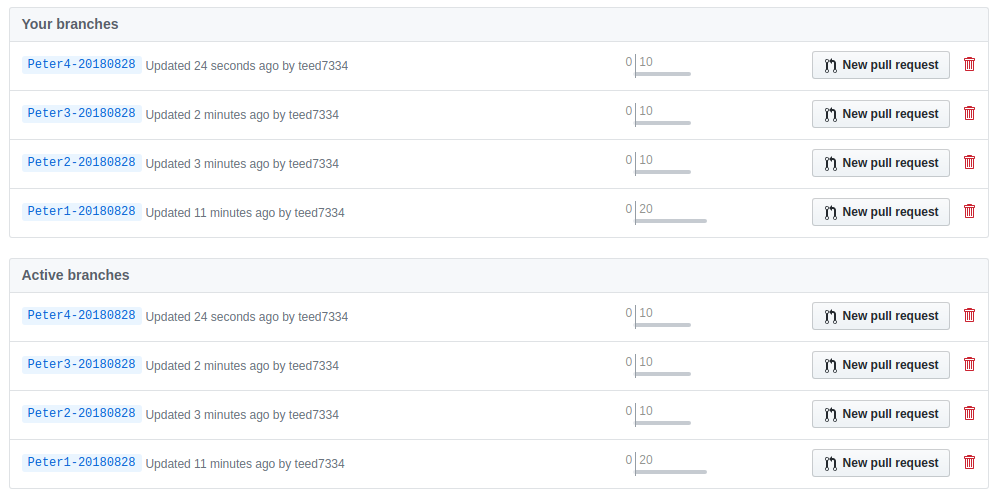 Your branches
Peter4-20180828 Updated 24 seconds ago by teed7334 0 10 New pull request
Peter3-20180828 Updated 2 minutes ago by teed7334 0 10 New pull request
Peter2-20180828 Updated 3 minutes ago by teed7334 0 10 New pull request
Peter1-20180828 Updated 11 minutes ago by teed7334 0 20 New pull request
Active branches
Peter4-20180828 Updated 24 seconds ago by teed7334 0 10 New pull request
Peter3-20180828 Updated 2 minutes ago by teed7334 0 10 New pull request
Peter2-20180828 Updated 3 minutes ago by teed7334 0 10 New pull request
Peter1-20180828 Updated 11 minutes ago by teed7334 0 20 New pull request